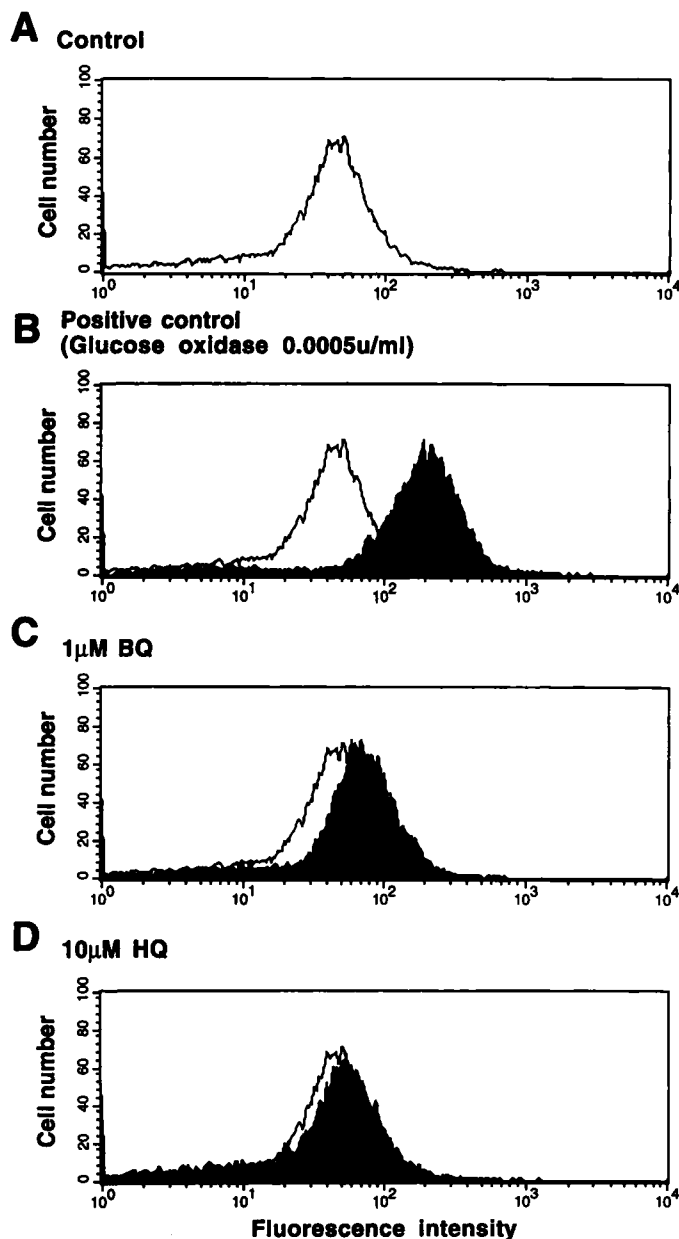 A Control
100
80
60
40
20
0
Cell number
10^0 10^1 10^2 10^3 10^4
B Positive control
(Glucose oxidase 0.0005u/ml)
100
80
60
40
20
0
Cell number
10^0 10^1 10^2 10^3 10^4
C 1μM BQ
100
80
60
40
20
0
Cell number
10^0 10^1 10^2 10^3 10^4
D 10μM HQ
100
80
60
40
20
0
Cell number
10^0 10^1 10^2 10^3 10^4
Fluorescence intensity